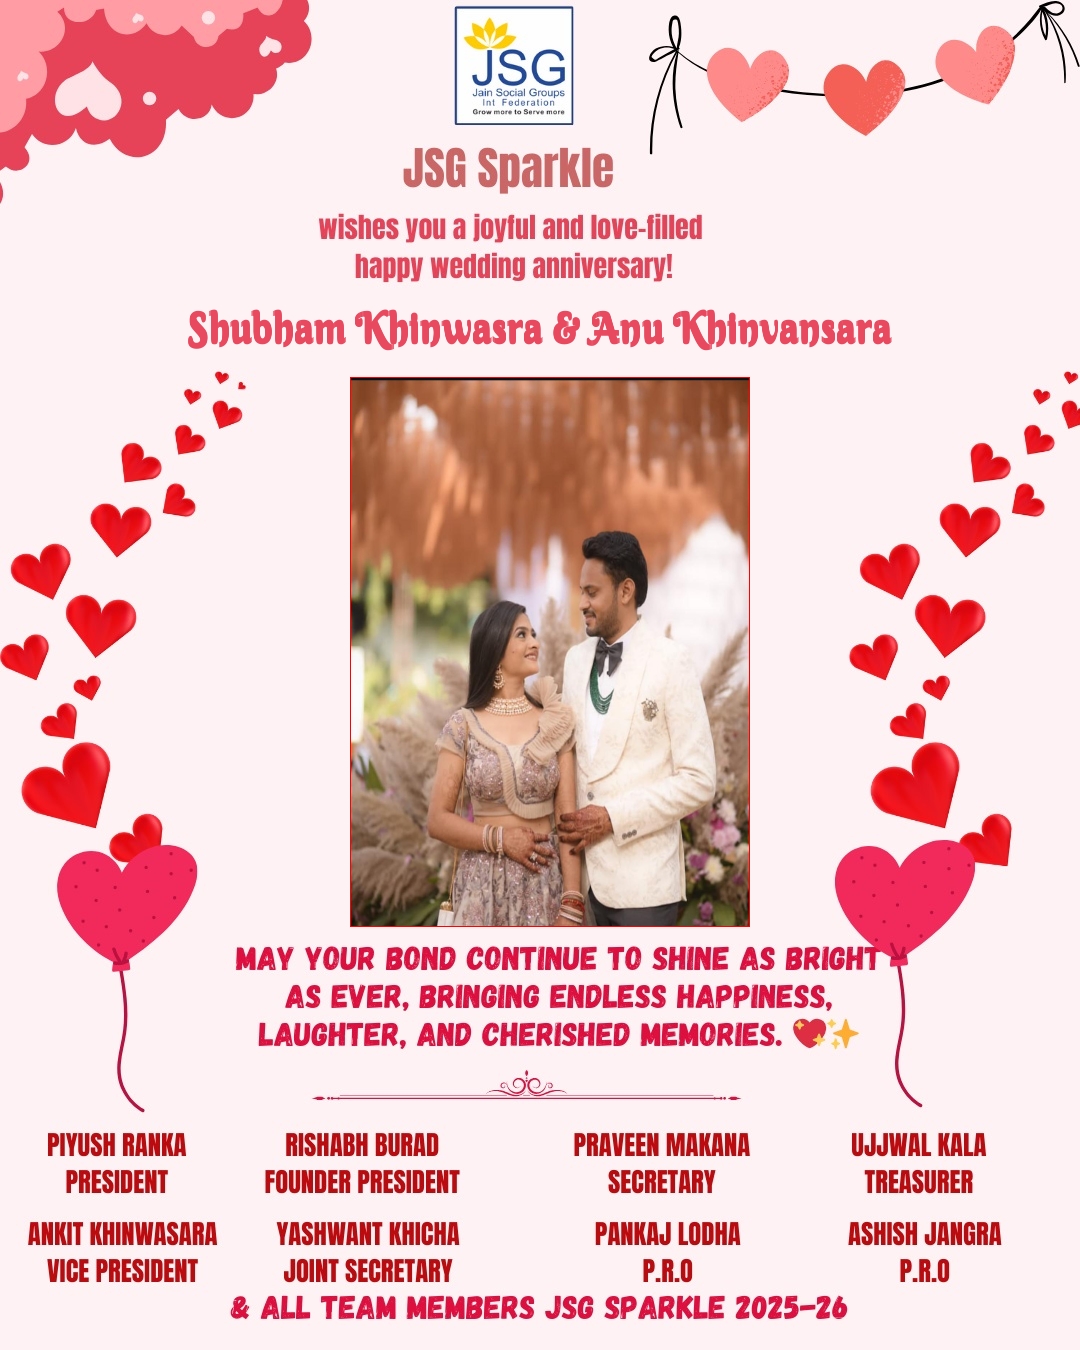 JSG
Jain Social Groups
Int Federation
Grow more to Serve more
JSG Sparkle
wishes you a joyful and love-filled
happy wedding anniversary!
Shubham Khinwasra & Anu Khinvansara
MAY YOUR BOND CONTINUE TO SHINE AS BRIGHT
AS EVER, BRINGING ENDLESS HAPPINESS,
LAUGHTER, AND CHERISHED MEMORIES. 💖✨
PIYUSH RANKA
PRESIDENT
RISHABH BURAD
FOUNDER PRESIDENT
PRAVEEN MAKANA
SECRETARY
UJJWAL KALA
TREASURER
ANKIT KHINWASARA
VICE PRESIDENT
YASHWANT KHICHA
JOINT SECRETARY
PANKAJ LODHA
P.R.O
ASHISH JANGRA
P.R.O
& ALL TEAM MEMBERS JSG SPARKLE 2025-26